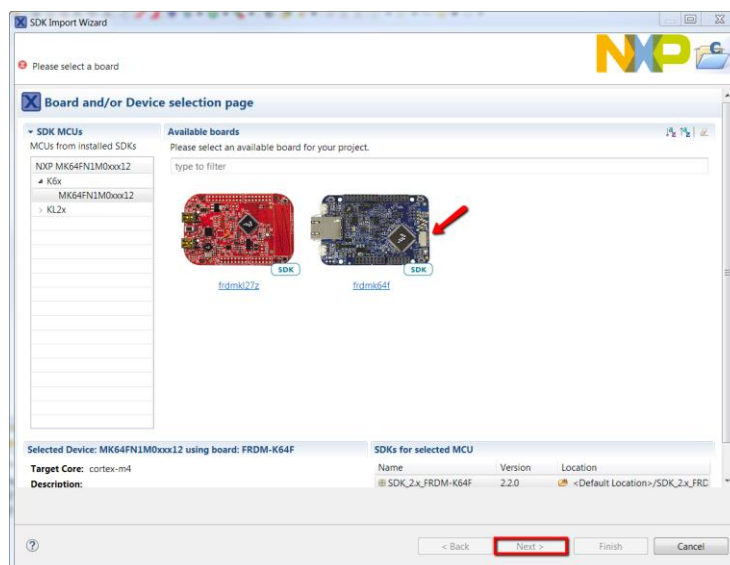 SDK Import Wizard
Please select a board
NXP
Board and/or Device selection page
SDK MCUs
MCUs from installed SDKs
NXP MK64FN1M0xxx12
K6x
MK64FN1M0xxx12
KL2x
Available boards
Please select an available board for your project.
type to filter
SDK
SDK
frdmkl27z
frdmk64f
Selected Device: MK64FN1M0xxx12 using board: FRDM-K64F
Target Core: cortex-m4
Description:
SDKs for selected MCU
Name Version Location
SDK_2.x_FRDM-K64F 2.2.0 <Default Location>/SDK_2.x_FRD
? < Back Next > Finish Cancel